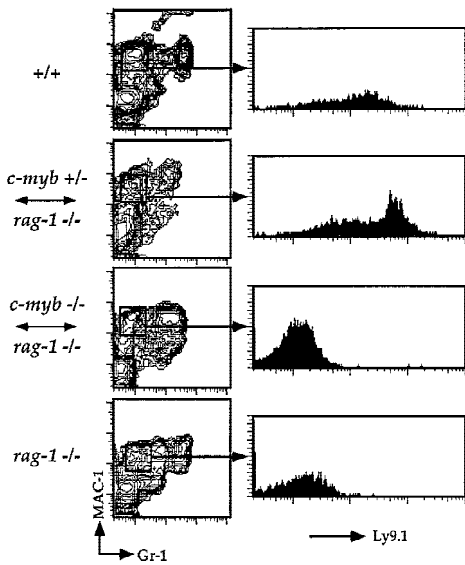 +/+
c-myb +/-
rag-1 -/-
c-myb -/-
rag-1 -/-
rag-1 -/-
MAC-1
Gr-1
Ly9.1